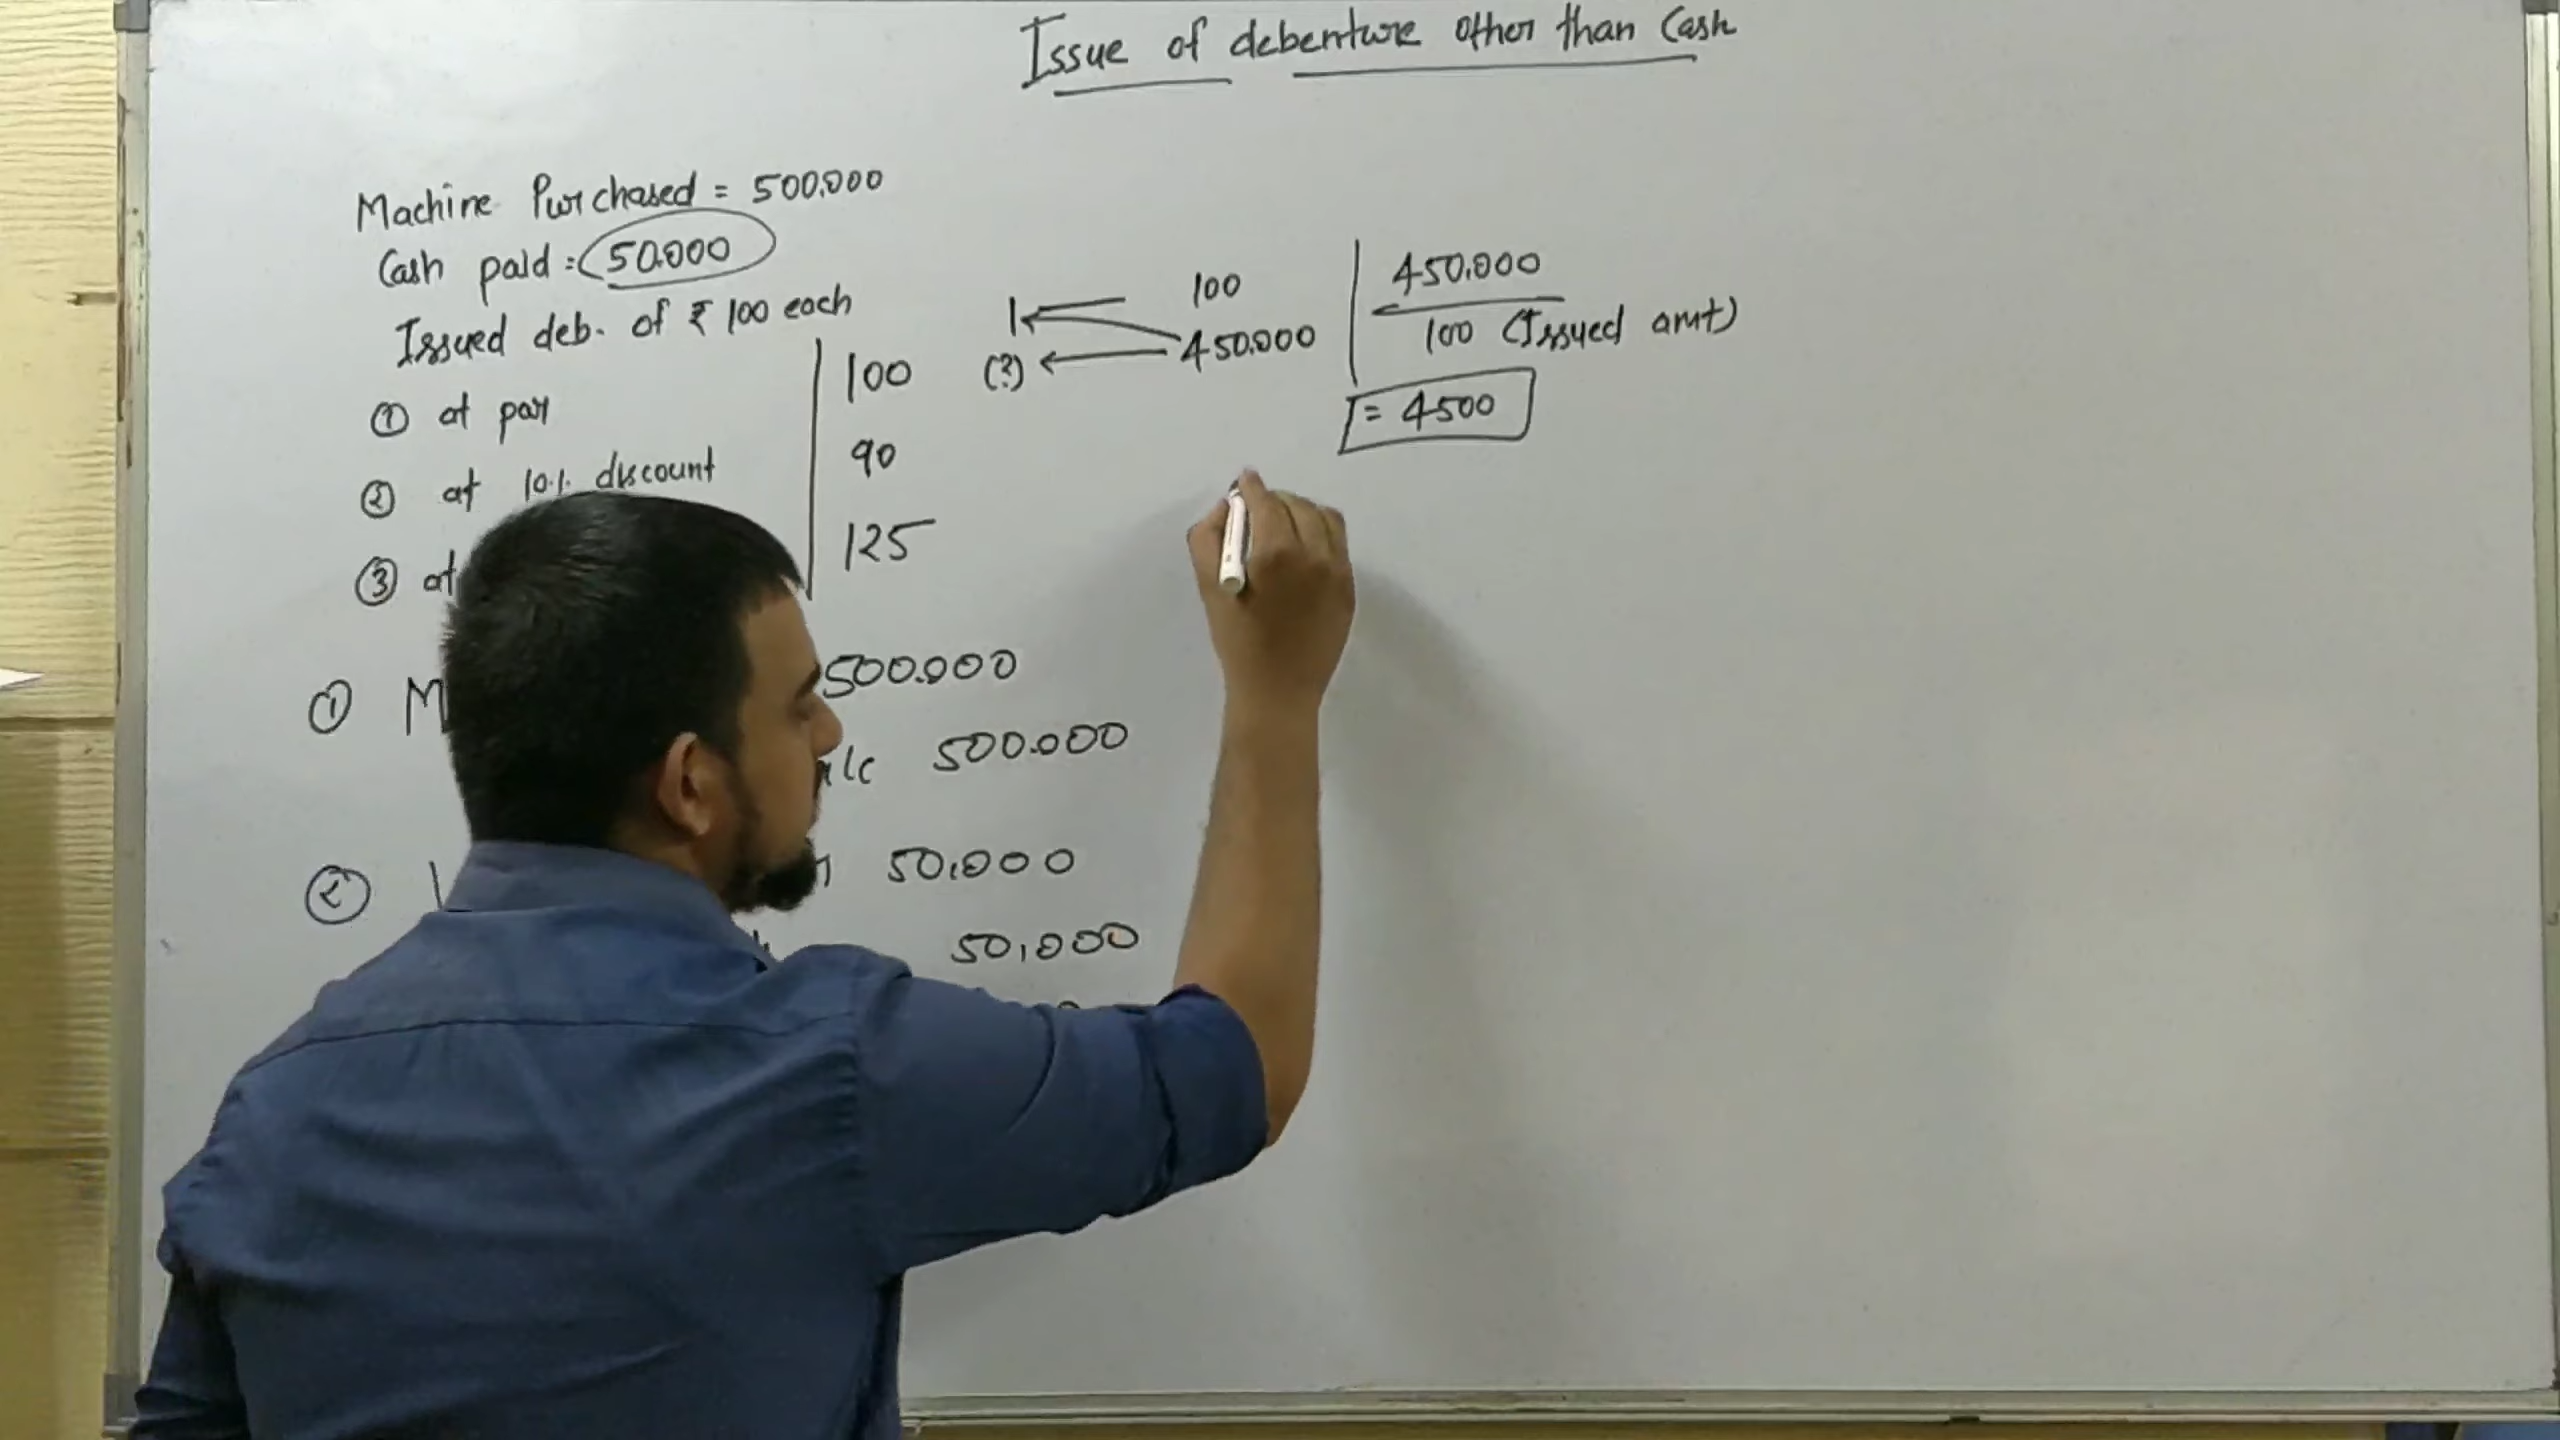 Issue of debenture other than Cash
Machine Purchased = 500,000
Cash paid = 50,000
Issued deb. of ₹ 100 each
① at par
② at 10% discount
③ at
100
90
125
1 100
(?) 450,000
450,000
100 (Issued amt)
= 4500
① M 500,000
a/c 500,000
② 50,000
50,000